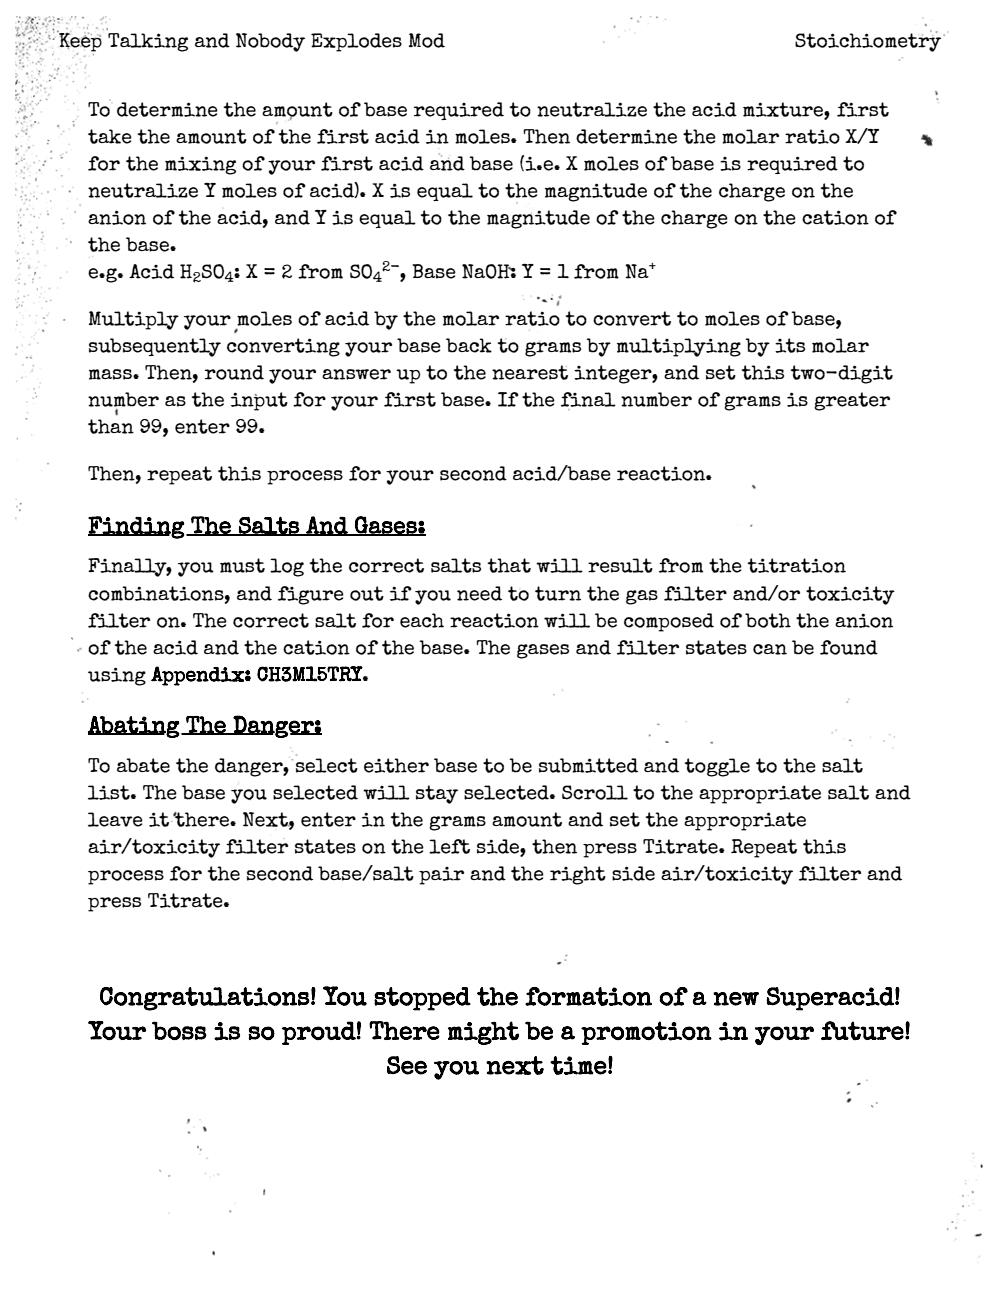 Keep Talking and Nobody Explodes Mod
Stoichiometry
To determine the amount of base required to neutralize the acid mixture, first
take the amount of the first acid in moles. Then determine the molar ratio X/Y
for the mixing of your first acid and base (i.e. X moles of base is required to
neutralize Y moles of acid). X is equal to the magnitude of the charge on the
anion of the acid, and Y is equal to the magnitude of the charge on the cation of
the base.
e.g. Acid H₂SO₄: X = 2 from SO₄²⁻, Base NaOH: Y = 1 from Na⁺
Multiply your moles of acid by the molar ratio to convert to moles of base,
subsequently converting your base back to grams by multiplying by its molar
mass. Then, round your answer up to the nearest integer, and set this two-digit
number as the input for your first base. If the final number of grams is greater
than 99, enter 99.
Then, repeat this process for your second acid/base reaction.
Finding The Salts And Gases:
Finally, you must log the correct salts that will result from the titration
combinations, and figure out if you need to turn the gas filter and/or toxicity
filter on. The correct salt for each reaction will be composed of both the anion
of the acid and the cation of the base. The gases and filter states can be found
using Appendix: CH3M15TRY.
Abating The Danger:
To abate the danger, select either base to be submitted and toggle to the salt
list. The base you selected will stay selected. Scroll to the appropriate salt and
leave it there. Next, enter in the grams amount and set the appropriate
air/toxicity filter states on the left side, then press Titrate. Repeat this
process for the second base/salt pair and the right side air/toxicity filter and
press Titrate.
Congratulations! You stopped the formation of a new Superacid!
Your boss is so proud! There might be a promotion in your future!
See you next time!